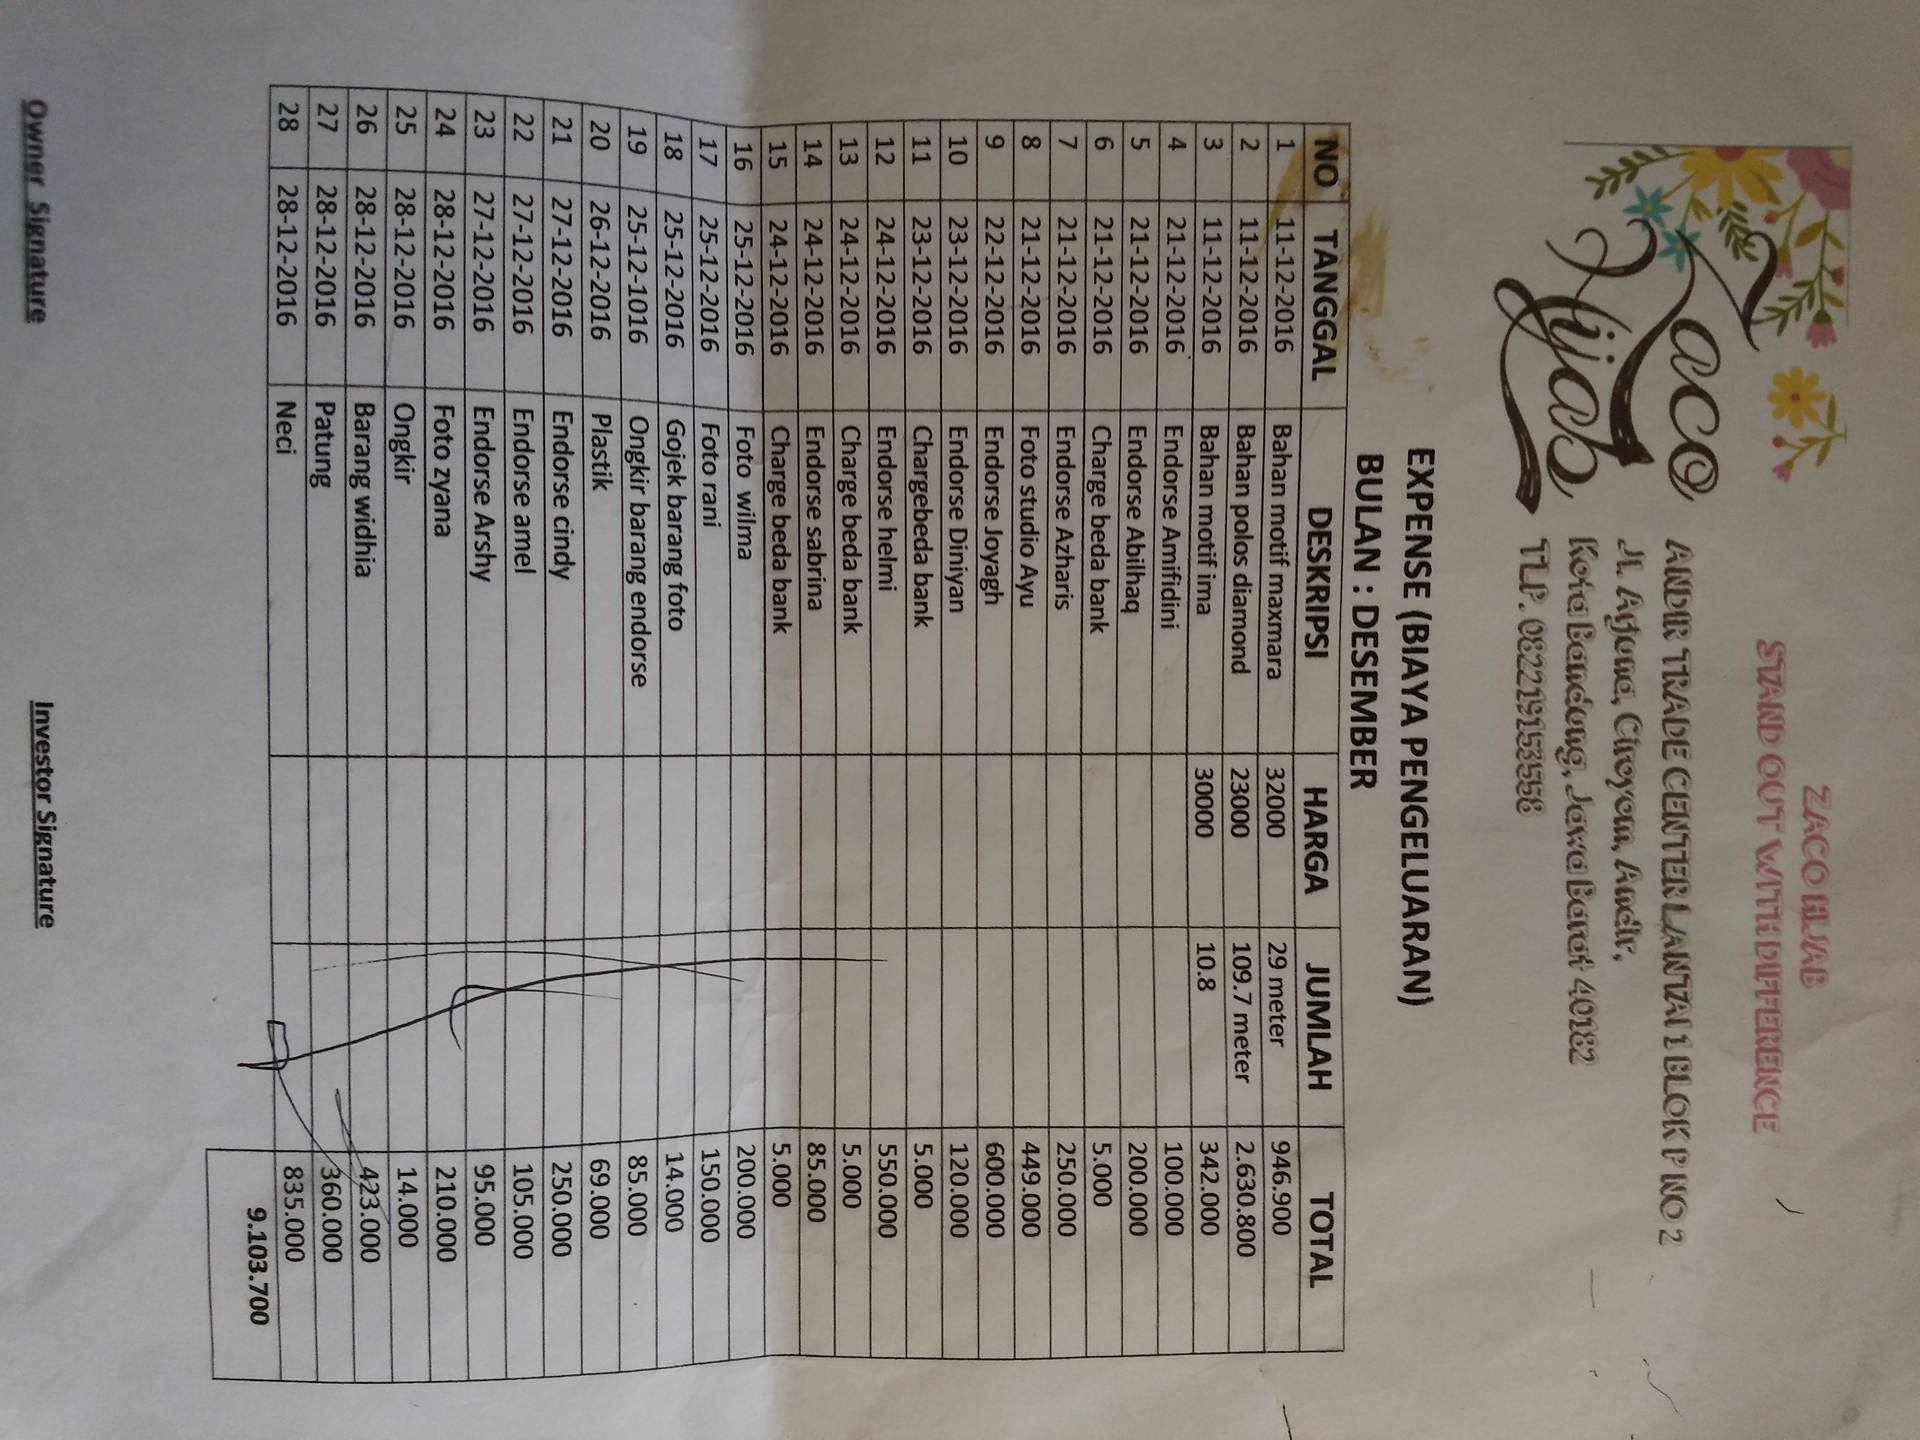 ZACO HIJAB
STAND OUT WITH DIFFERENCE
Zaco Hijab
ANDIR TRADE CENTER LANTAI 1 BLOK P NO 2
Jl. Arjuna, Ciroyom, Andir,
Kota Bandung, Jawa Barat 40182
TLP. 082219153558
EXPENSE (BIAYA PENGELUARAN)
BULAN : DESEMBER
NO TANGGAL DESKRIPSI HARGA JUMLAH TOTAL
1 11-12-2016 Bahan motif maxmara 32000 29 meter 946.900
2 11-12-2016 Bahan polos diamond 23000 109.7 meter 2.630.800
3 11-12-2016 Bahan motif ima 30000 10.8 342.000
4 21-12-2016 Endorse Amifidini 100.000
5 21-12-2016 Endorse Abilhaq 200.000
6 21-12-2016 Charge beda bank 5.000
7 21-12-2016 Endorse Azharis 250.000
8 21-12-2016 Foto studio Ayu 449.000
9 22-12-2016 Endorse Joyagh 600.000
10 23-12-2016 Endorse Diniyan 120.000
11 23-12-2016 Chargebeda bank 5.000
12 24-12-2016 Endorse helmi 550.000
13 24-12-2016 Charge beda bank 5.000
14 24-12-2016 Endorse sabrina 85.000
15 24-12-2016 Charge beda bank 5.000
16 25-12-2016 Foto wilma 200.000
17 25-12-2016 Foto rani 150.000
18 25-12-2016 Gojek barang foto 14.000
19 25-12-1016 Ongkir barang endorse 85.000
20 26-12-2016 Plastik 69.000
21 27-12-2016 Endorse cindy 250.000
22 27-12-2016 Endorse amel 105.000
23 27-12-2016 Endorse Arshy 95.000
24 28-12-2016 Foto zyana 210.000
25 28-12-2016 Ongkir 14.000
26 28-12-2016 Barang widhia 423.000
27 28-12-2016 Patung 360.000
28 28-12-2016 Neci 835.000
9.103.700
Owner Signature Investor Signature